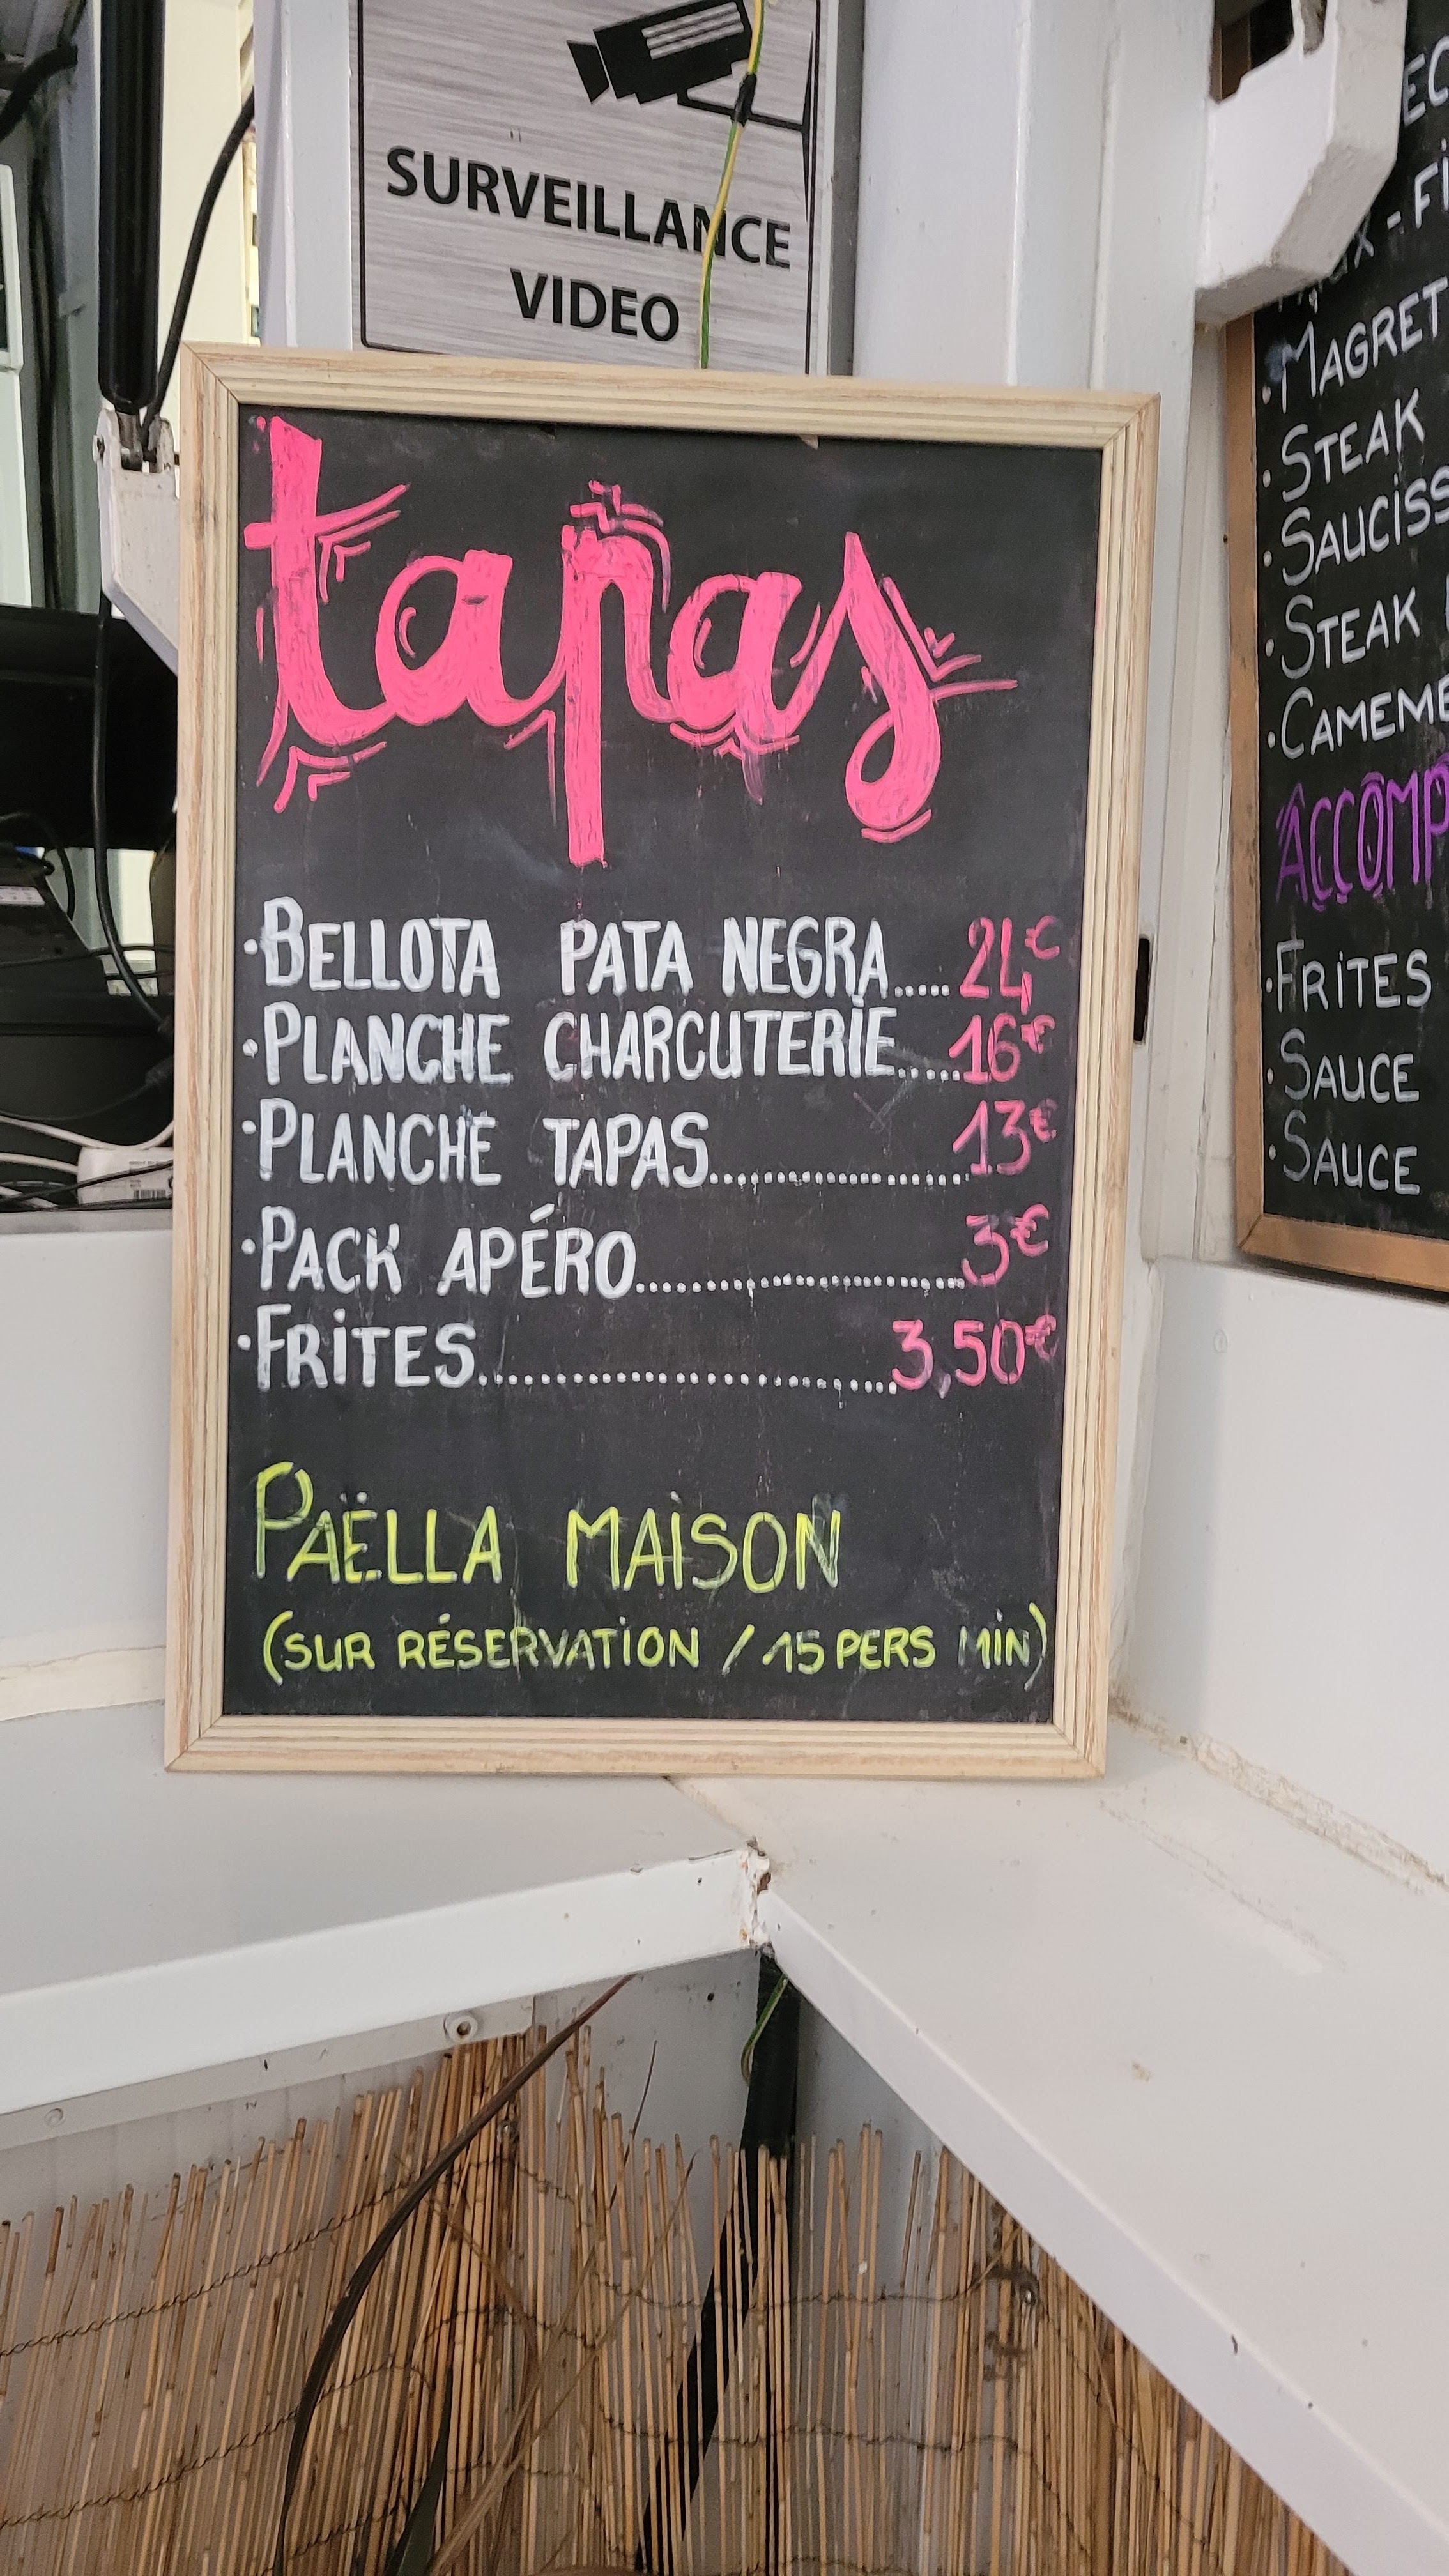 SURVEILLANCE
VIDEO
tapas
·BELLOTA PATA NEGRA.....24€
·PLANCHE CHARCUTERIE.....16€
·PLANCHE TAPAS....................13€
·PACK APÉRO..........................3€
·FRITES.................................3,50€
PAËLLA MAISON
(SUR RÉSERVATION / 15 PERS MIN)
·MAGRET
·STEAK
·SAUCISS
·STEAK
·CAMEME
ACCOMP
·FRITES
·SAUCE
·SAUCE